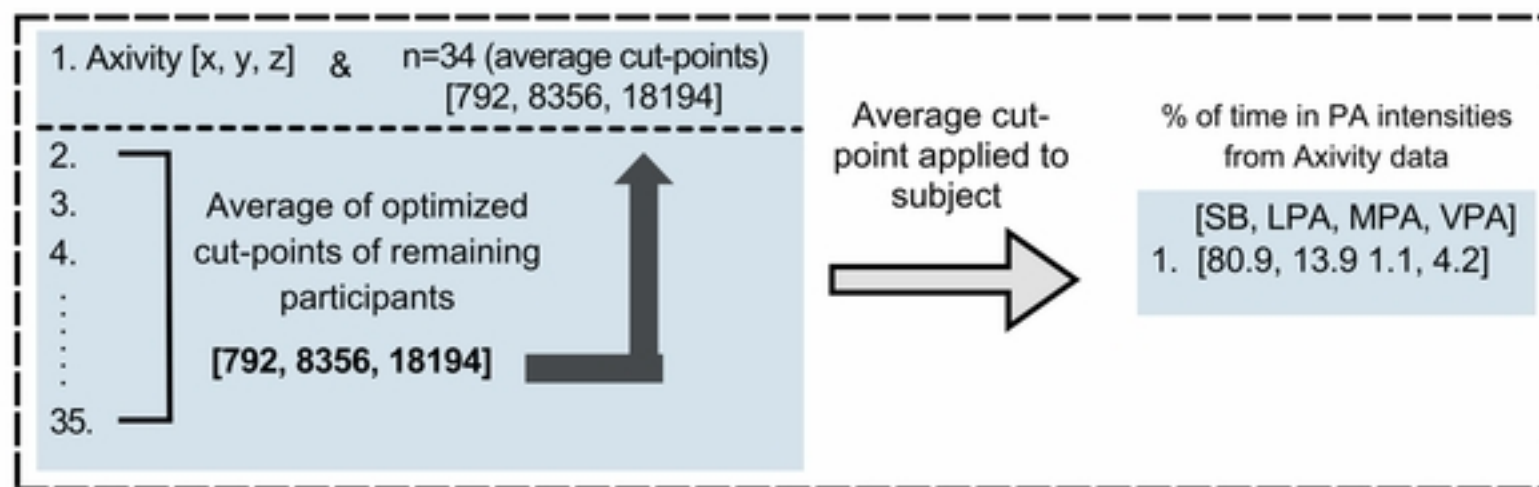 1. Axivity [x, y, z] & n=34 (average cut-points)
[792, 8356, 18194]
2.
3.
4.
35.
Average of optimized
cut-points of remaining
participants
[792, 8356, 18194]
Average cut-
point applied to
subject
% of time in PA intensities
from Axivity data
[SB, LPA, MPA, VPA]
1. [80.9, 13.9 1.1, 4.2]